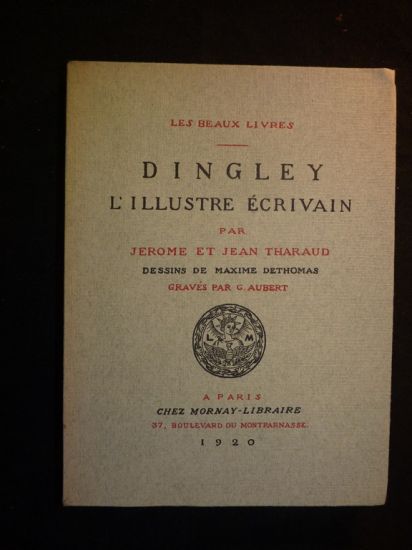 LES BEAUX LIVRES
DINGLEY
L'ILLUSTRE ÉCRIVAIN
PAR
JEROME ET JEAN THARAUD
DESSINS DE MAXIME DETHOMAS
GRAVÉS PAR G. AUBERT
L M
A PARIS
CHEZ MORNAY-LIBRAIRE
37, BOULEVARD DU MONTPARNASSE.
1920